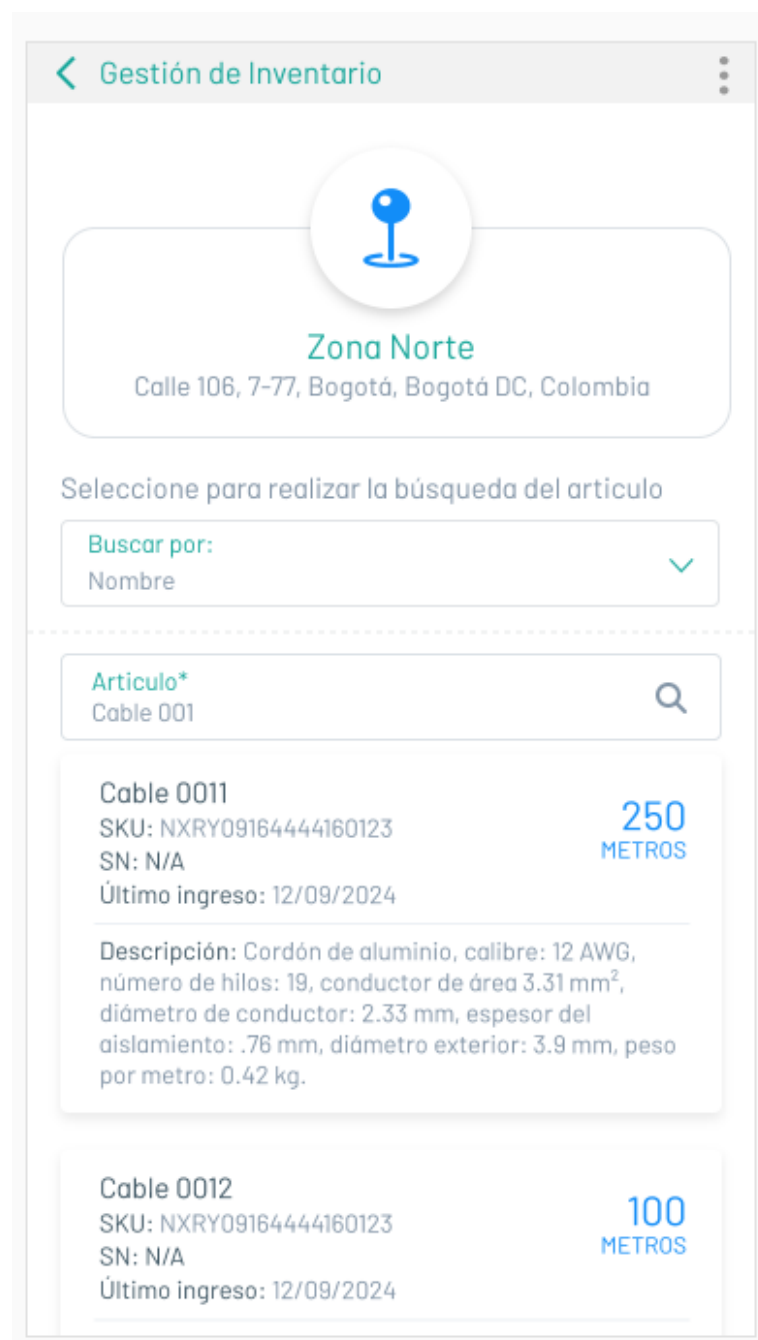 Gestión de Inventario
Zona Norte
Calle 106, 7-77, Bogotá, Bogotá DC, Colombia
Seleccione para realizar la búsqueda del articulo
Buscar por:
Nombre
Articulo*
Cable 001
Cable 0011
SKU: NXRY09164444160123
SN: N/A
Último ingreso: 12/09/2024
250
METROS
Descripción: Cordón de aluminio, calibre: 12 AWG,
número de hilos: 19, conductor de área 3.31 mm²,
diámetro de conductor: 2.33 mm, espesor del
aislamiento: .76 mm, diámetro exterior: 3.9 mm, peso
por metro: 0.42 kg.
Cable 0012
SKU: NXRY09164444160123
SN: N/A
Último ingreso: 12/09/2024
100
METROS